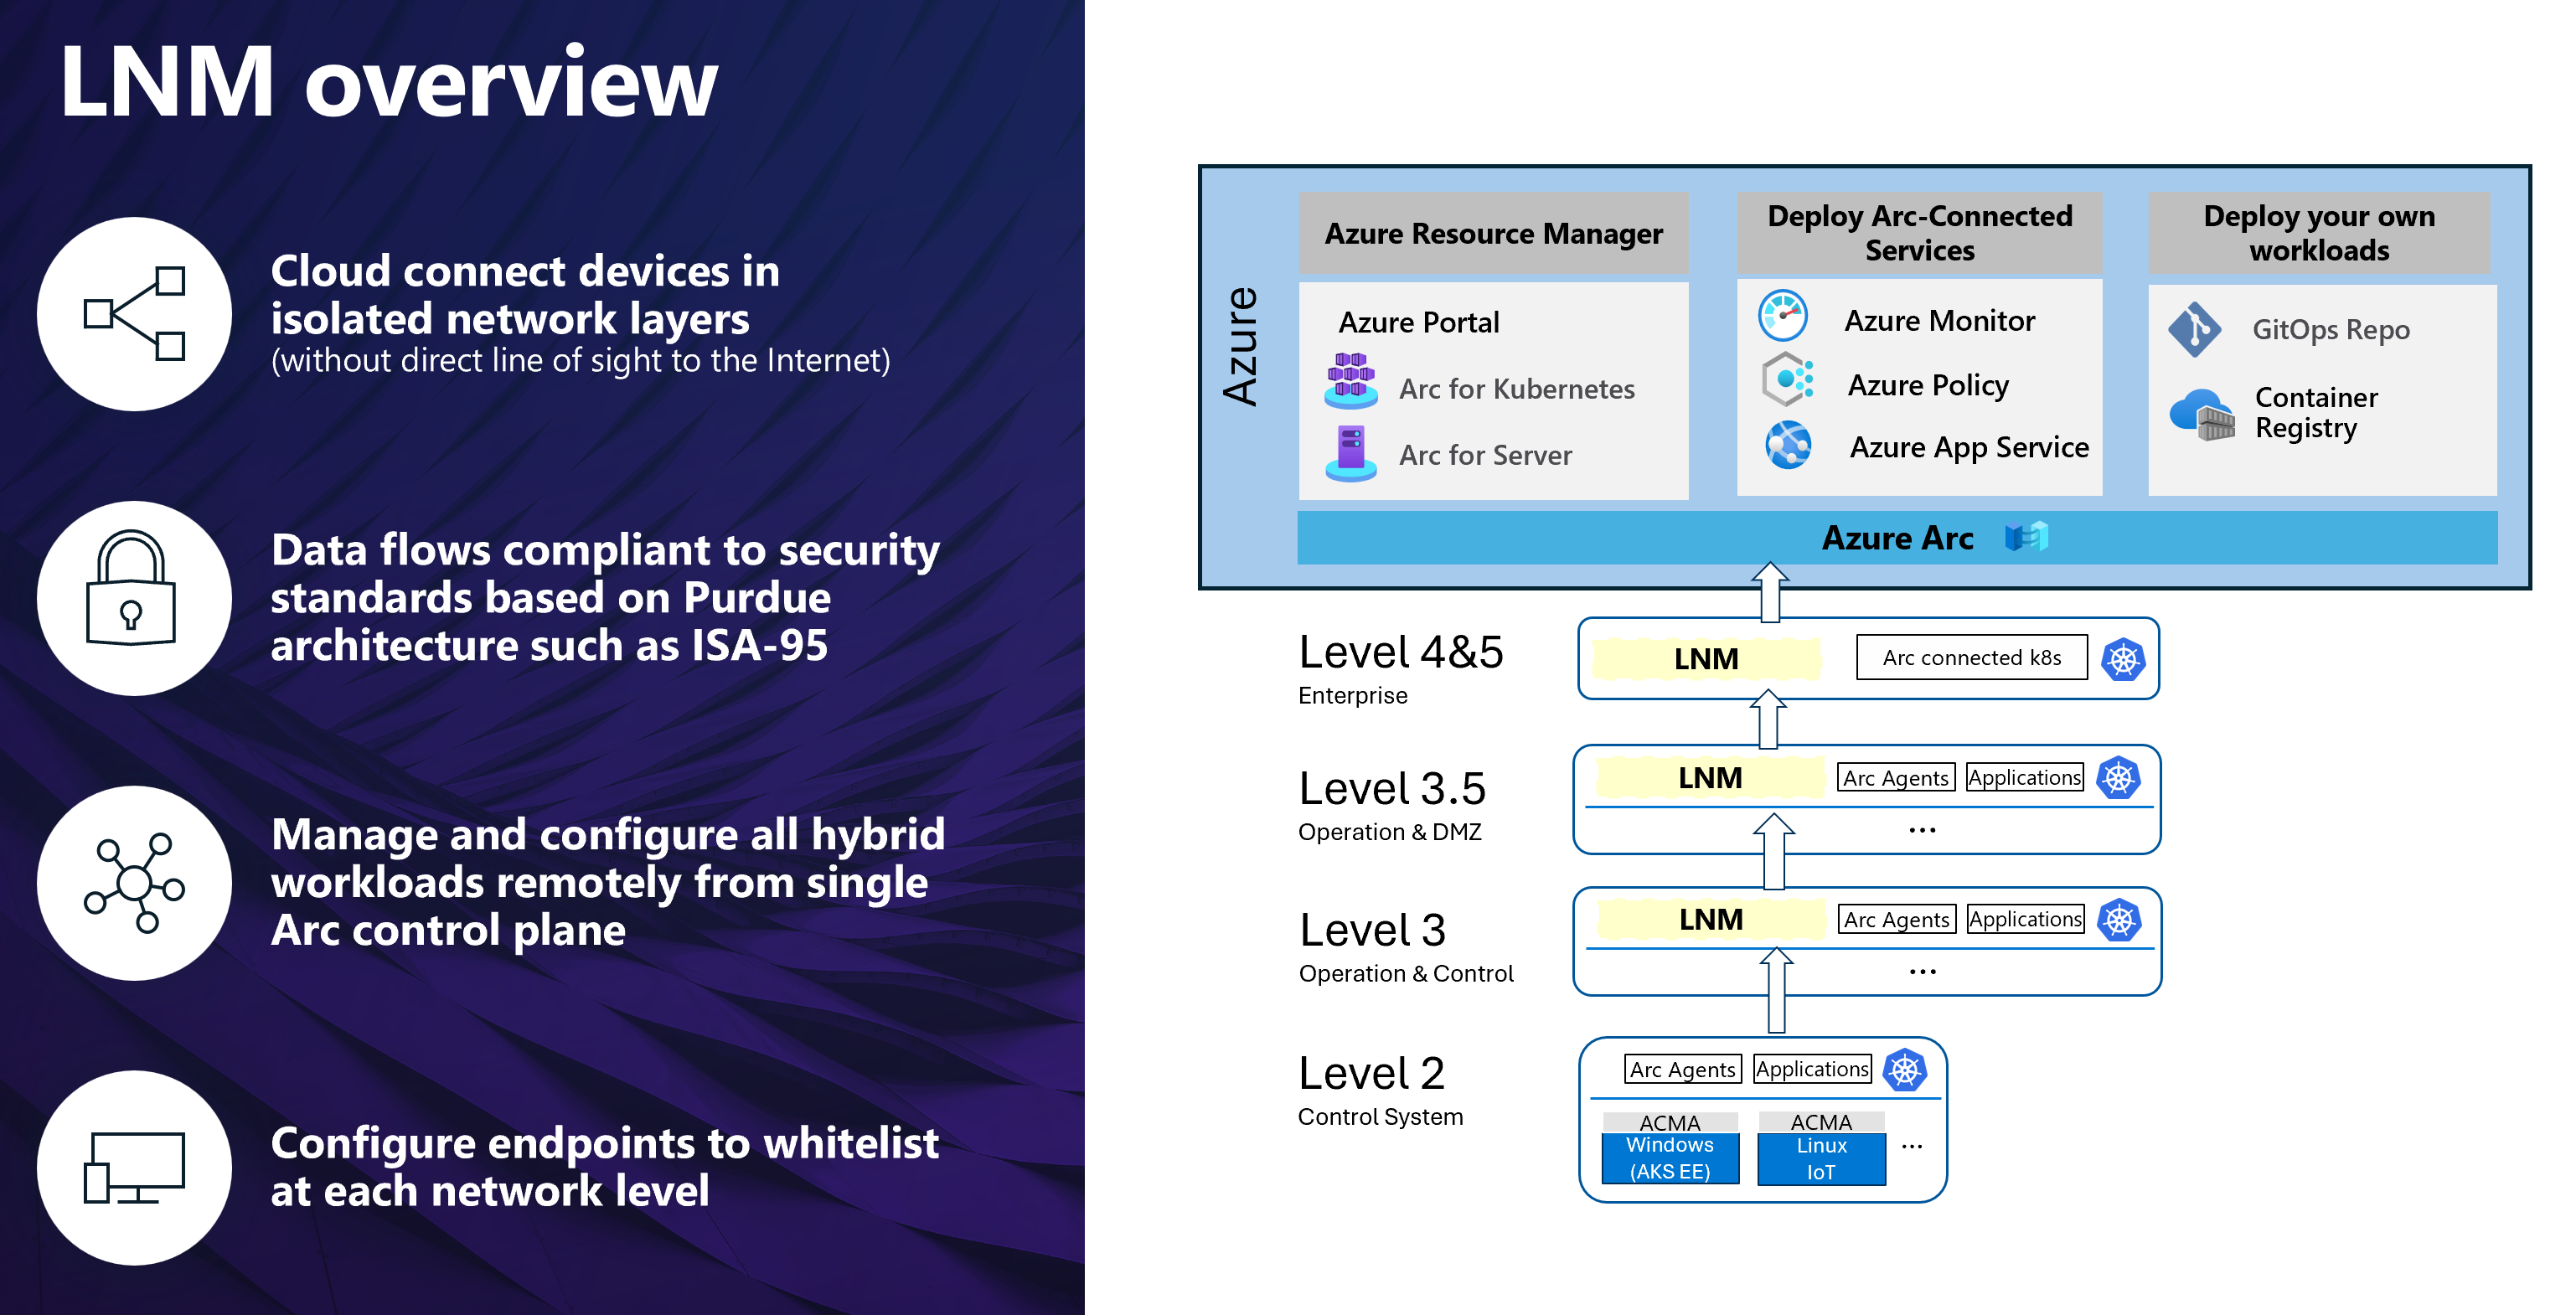 LNM overview
Cloud connect devices in
isolated network layers
(without direct line of sight to the Internet)
Data flows compliant to security
standards based on Purdue
architecture such as ISA-95
Manage and configure all hybrid
workloads remotely from single
Arc control plane
Configure endpoints to whitelist
at each network level
Azure
Azure Resource Manager
Azure Portal
Arc for Kubernetes
Arc for Server
Deploy Arc-Connected
Services
Azure Monitor
Azure Policy
Azure App Service
Deploy your own
workloads
GitOps Repo
Container
Registry
Azure Arc
Level 4&5
Enterprise
LNM
Arc connected k8s
Level 3.5
Operation & DMZ
LNM
Arc Agents
Applications
...
Level 3
Operation & Control
LNM
Arc Agents
Applications
...
Level 2
Control System
Arc Agents
Applications
ACMA
Windows
(AKS EE)
ACMA
Linux
IoT
...